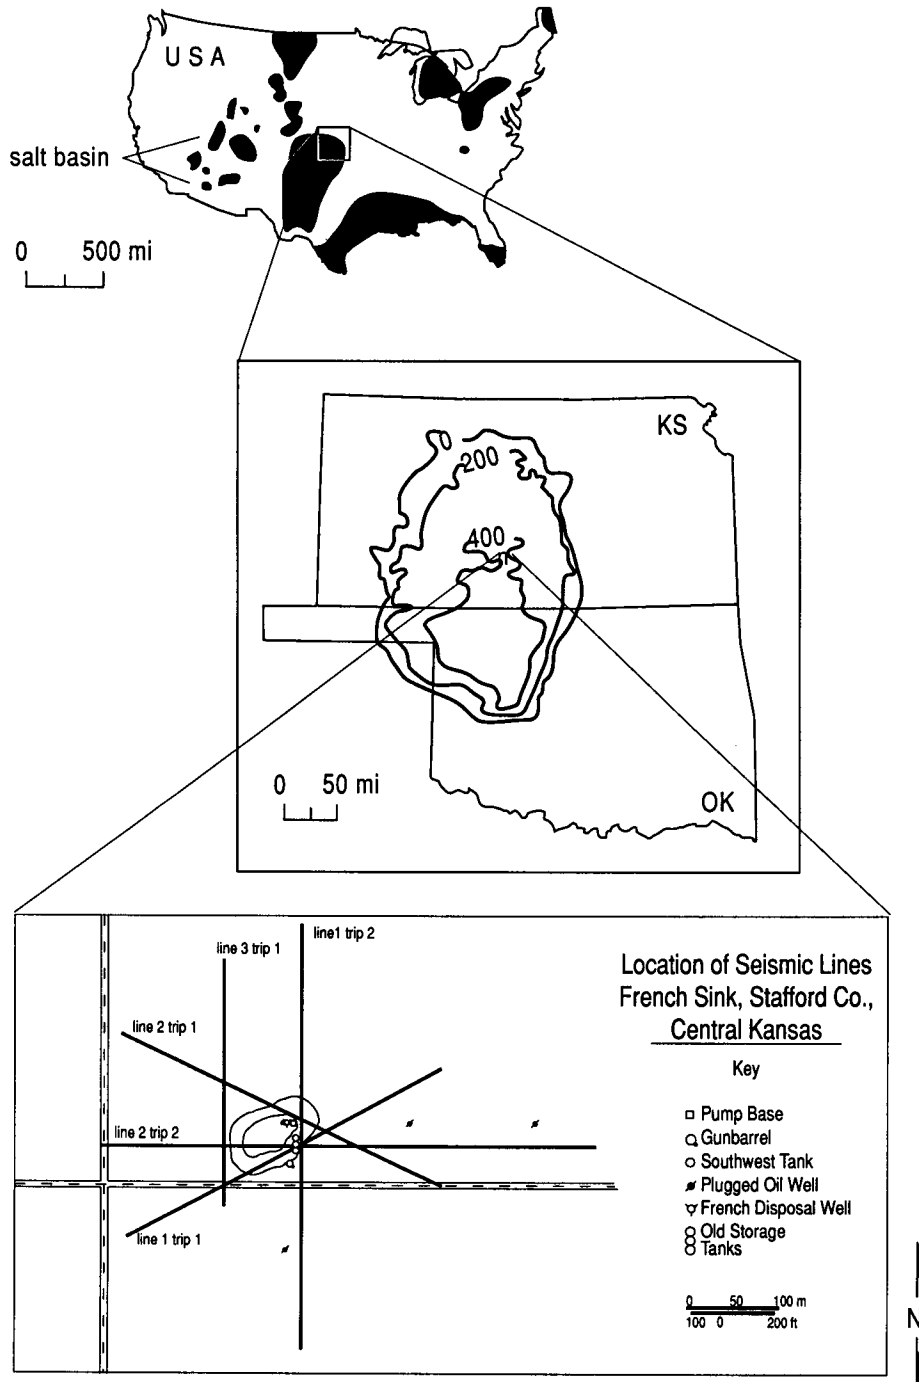 USA
salt basin
0 500 mi
KS
0
200
400
0 50 mi
OK
line1 trip 2
line 3 trip 1
Location of Seismic Lines
French Sink, Stafford Co.,
Central Kansas
line 2 trip 1
Key
Pump Base
line 2 trip 2
Gunbarrel
Southwest Tank
Plugged Oil Well
French Disposal Well
line 1 trip 1
Old Storage
Tanks
0 50 100 m
100 0 200 ft
N